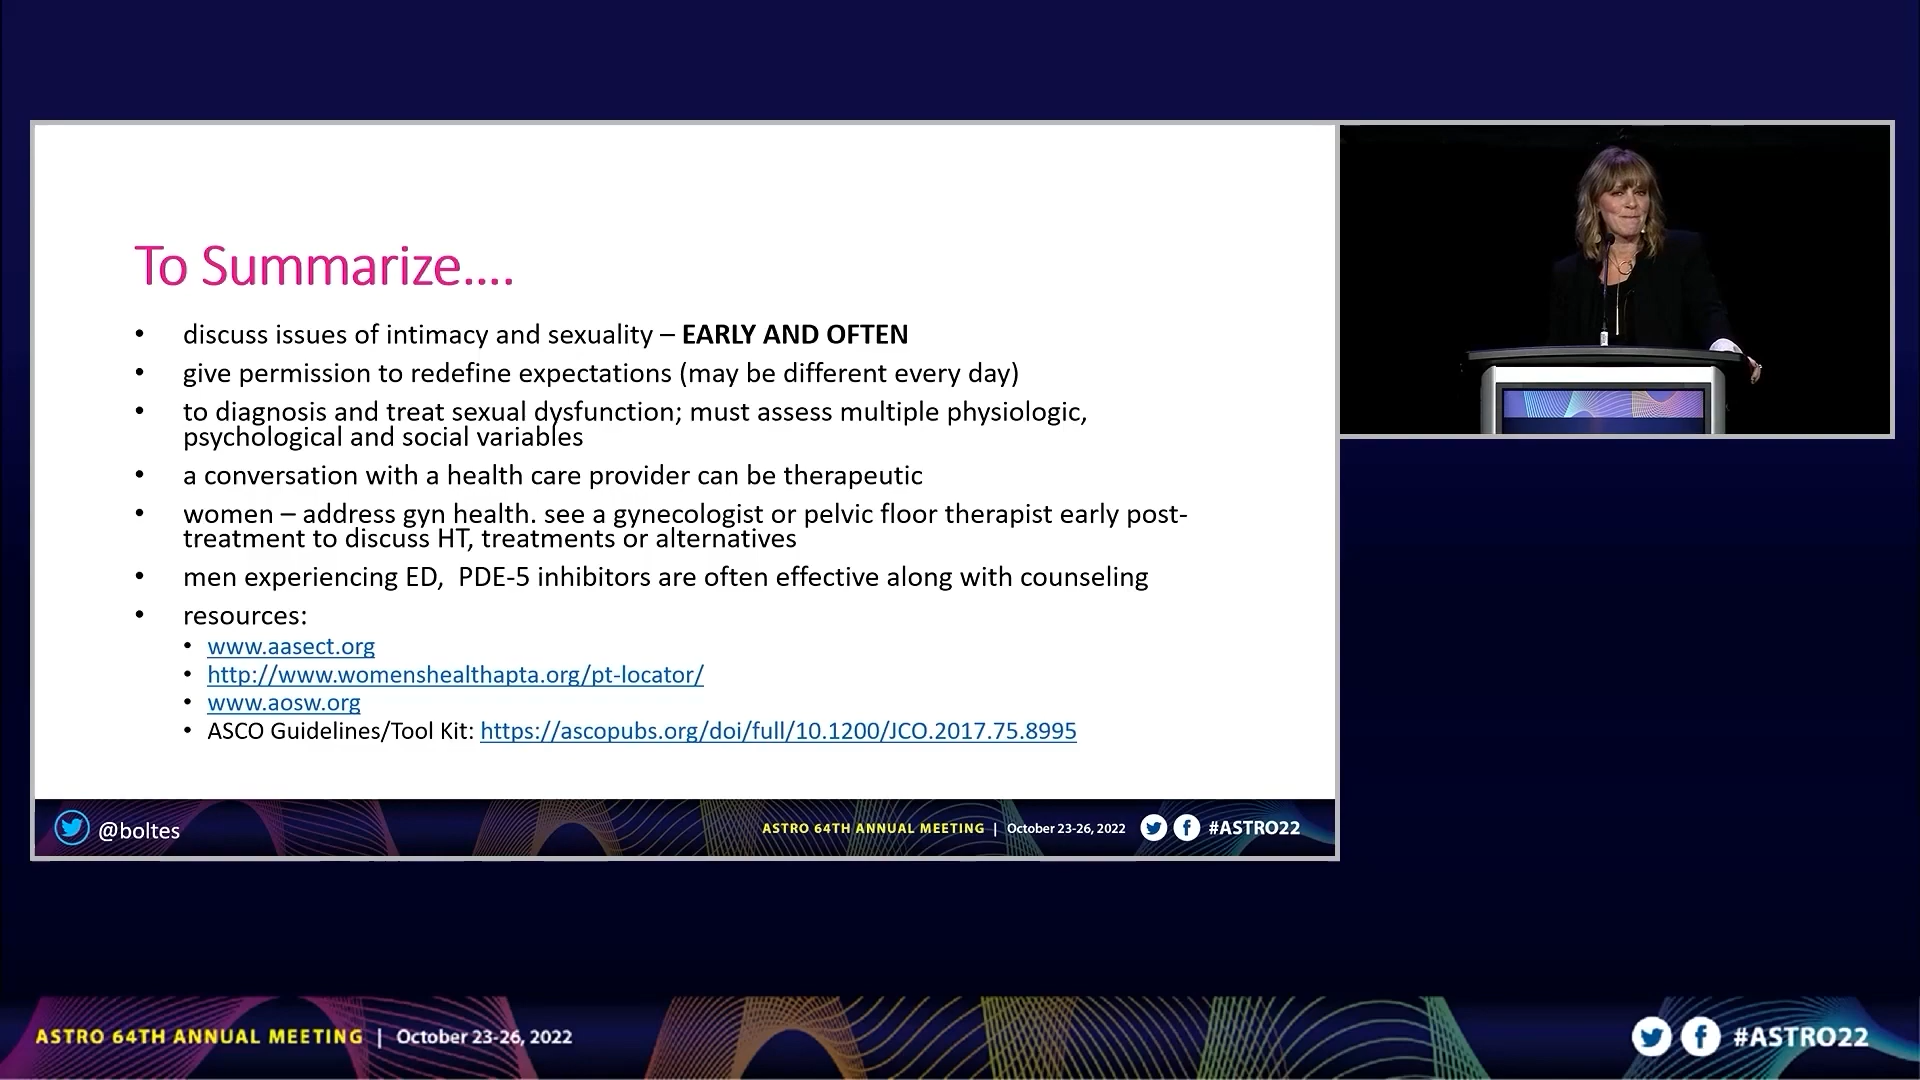 To Summarize....
• discuss issues of intimacy and sexuality – EARLY AND OFTEN
• give permission to redefine expectations (may be different every day)
• to diagnosis and treat sexual dysfunction; must assess multiple physiologic,
psychological and social variables
• a conversation with a health care provider can be therapeutic
• women – address gyn health. see a gynecologist or pelvic floor therapist early post-
treatment to discuss HT, treatments or alternatives
• men experiencing ED,  PDE-5 inhibitors are often effective along with counseling
• resources:
• www.aasect.org
• http://www.womenshealthapta.org/pt-locator/
• www.aosw.org
• ASCO Guidelines/Tool Kit: https://ascopubs.org/doi/full/10.1200/JCO.2017.75.8995
@boltes
ASTRO 64TH ANNUAL MEETING | October 23-26, 2022 #ASTRO22
ASTRO 64TH ANNUAL MEETING | October 23-26, 2022
#ASTRO22